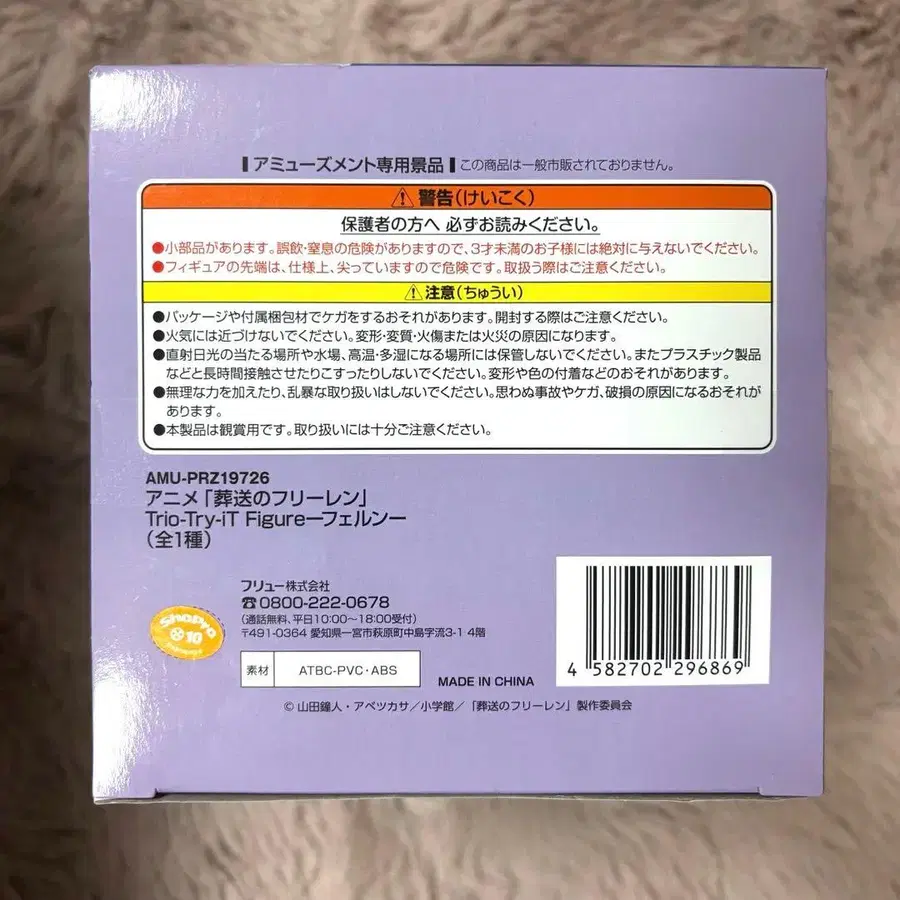 ▌アミューズメント専用景品▐ この商品は一般市販されておりません。
⚠警告(けいこく)
保護者の方へ 必ずお読みください。
●小部品があります。誤飲・窒息の危険がありますので、3才未満のお子様には絶対に与えないでください。
●フィギュアの先端は、仕様上、尖っていますので危険です。取扱う際はご注意ください。
⚠注意(ちゅうい)
●パッケージや付属梱包材でケガをするおそれがあります。開封する際はご注意ください。
●火気には近づけないでください。変形・変質・火傷または火災の原因になります。
●直射日光の当たる場所や水場、高温・多湿になる場所には保管しないでください。またプラスチック製品
などと長時間接触させたりこすったりしないでください。変形や色の付着などのおそれがあります。
●無理な力を加えたり、乱暴な取り扱いはしないでください。思わぬ事故やケガ、破損の原因になるおそれが
あります。
●本製品は観賞用です。取り扱いには十分ご注意ください。
AMU-PRZ19726
アニメ「葬送のフリーレン」
Trio-Try-iT Figureーフェルンー
(全1種)
フリュー株式会社
☎0800-222-0678
(通話無料、平日10:00〜18:00受付)
〒491-0364 愛知県一宮市萩原町中島字流3-1 4階
ShoPro
10
素材 ATBC-PVC・ABS
MADE IN CHINA
4 582702 296869
© 山田鐘人・アベツカサ/小学館/「葬送のフリーレン」製作委員会